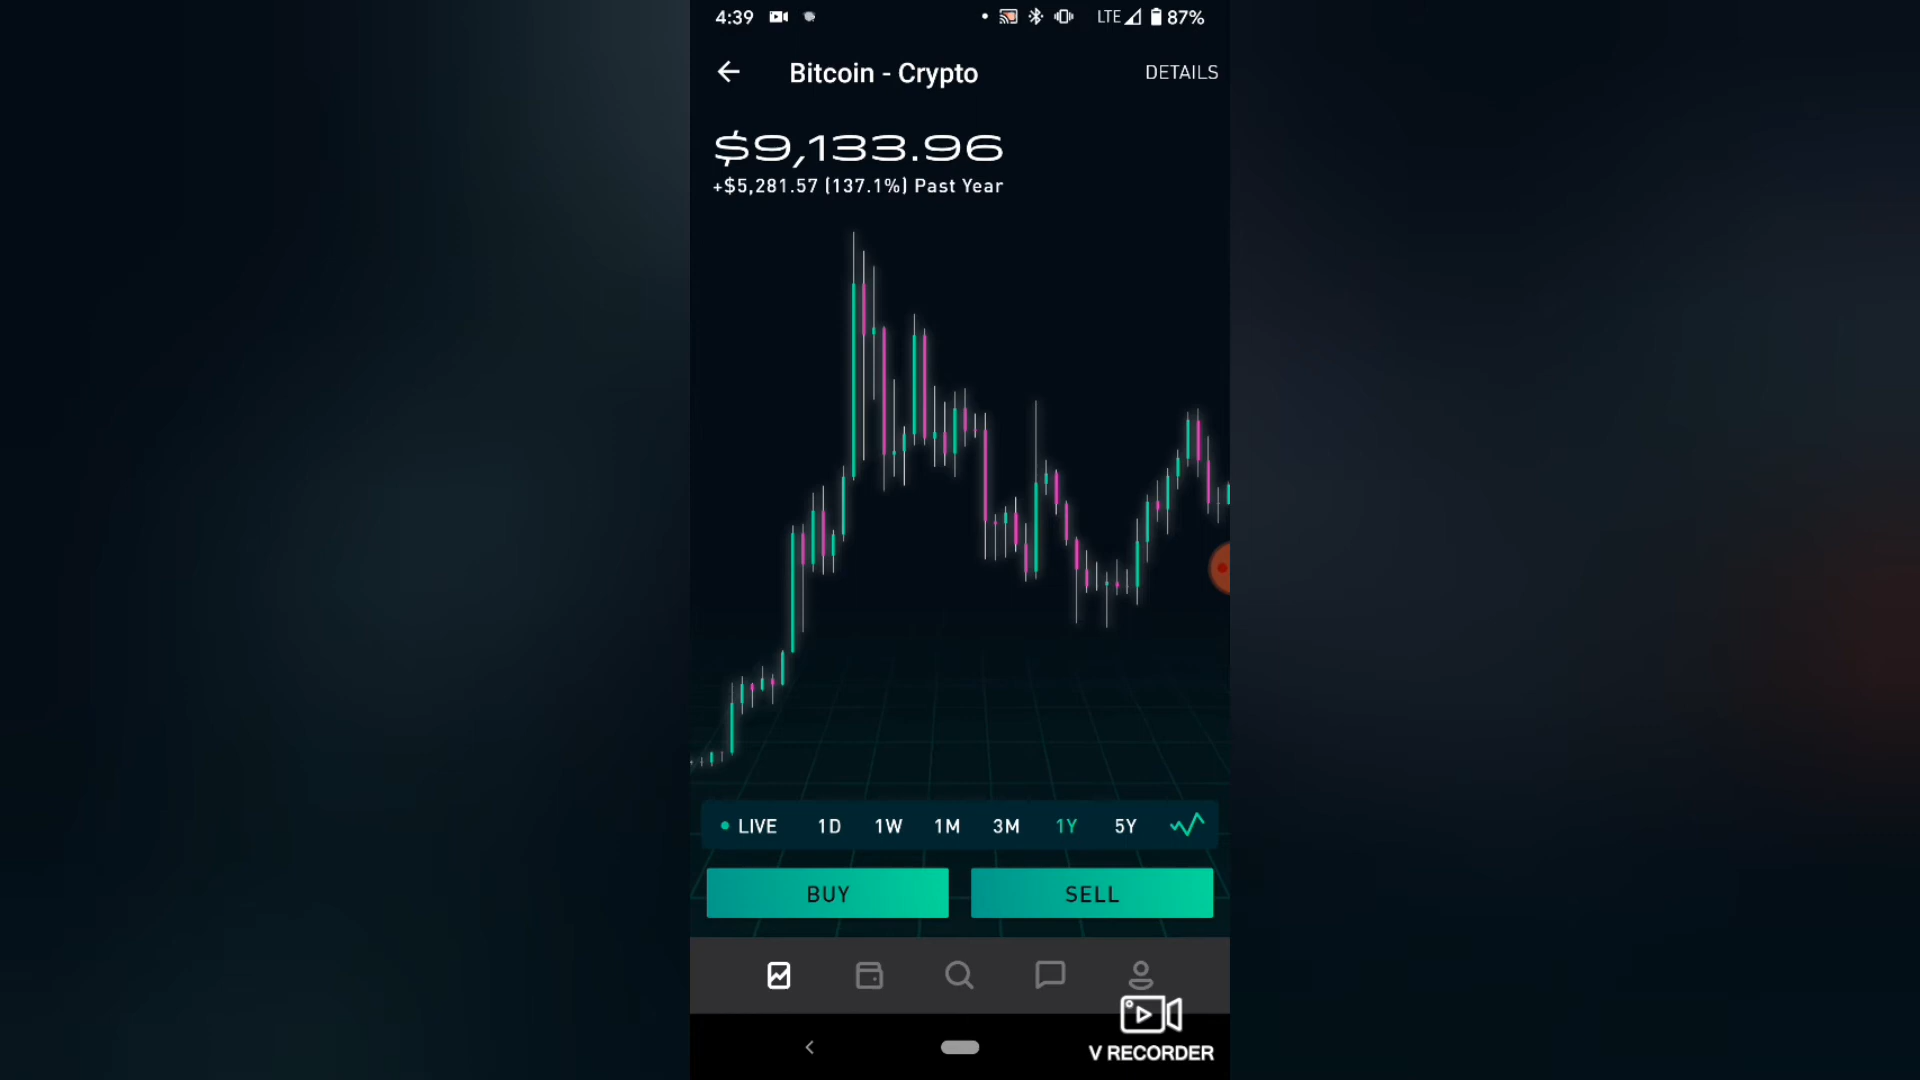 4:39 LTE 87%
Bitcoin - Crypto DETAILS
$9,133.96
+$5,281.57 (137.1%) Past Year
LIVE 1D 1W 1M 3M 1Y 5Y
BUY SELL
V RECORDER